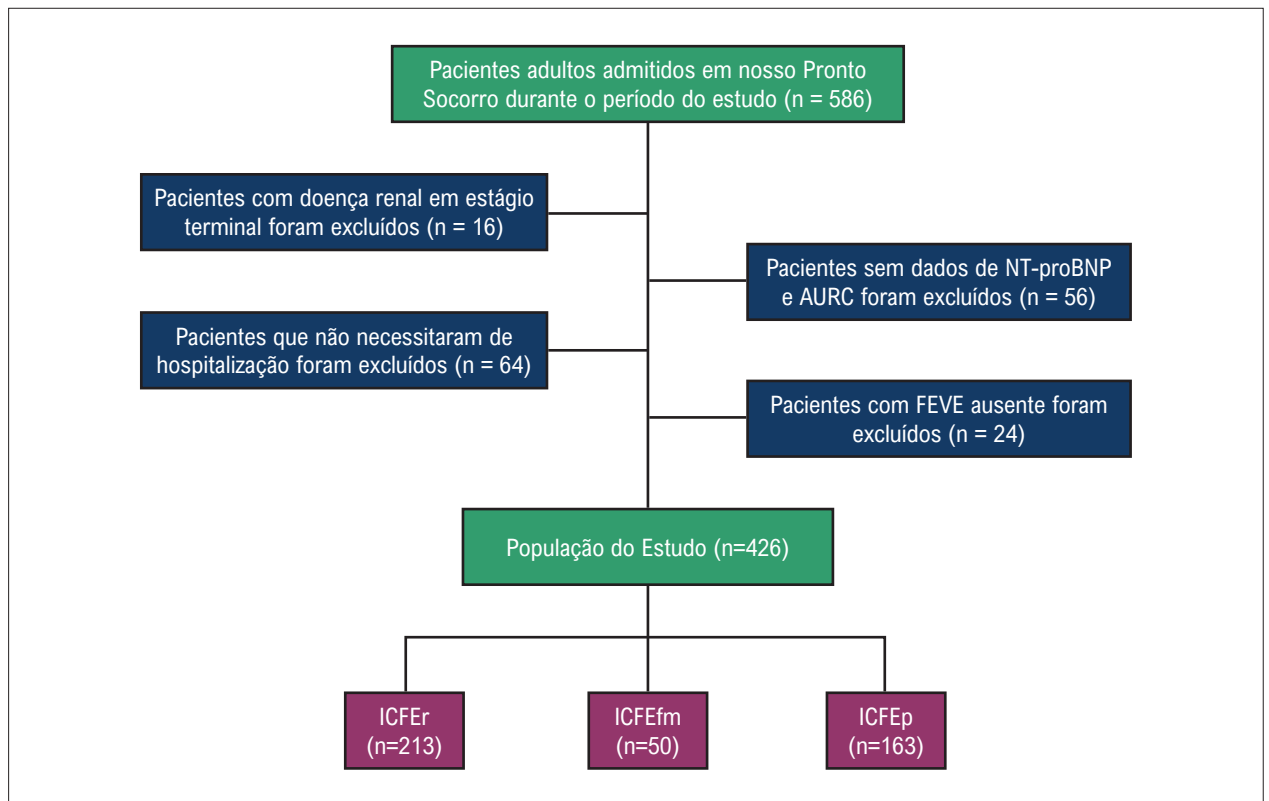 Pacientes adultos admitidos em nosso Pronto
Socorro durante o período do estudo (n = 586)
Pacientes com doença renal em estágio
terminal foram excluídos (n = 16)
Pacientes sem dados de NT-proBNP
e AURC foram excluídos (n = 56)
Pacientes que não necessitaram de
hospitalização foram excluídos (n = 64)
Pacientes com FEVE ausente foram
excluídos (n = 24)
População do Estudo (n=426)
ICFEr
(n=213)
ICFEfm
(n=50)
ICFEp
(n=163)